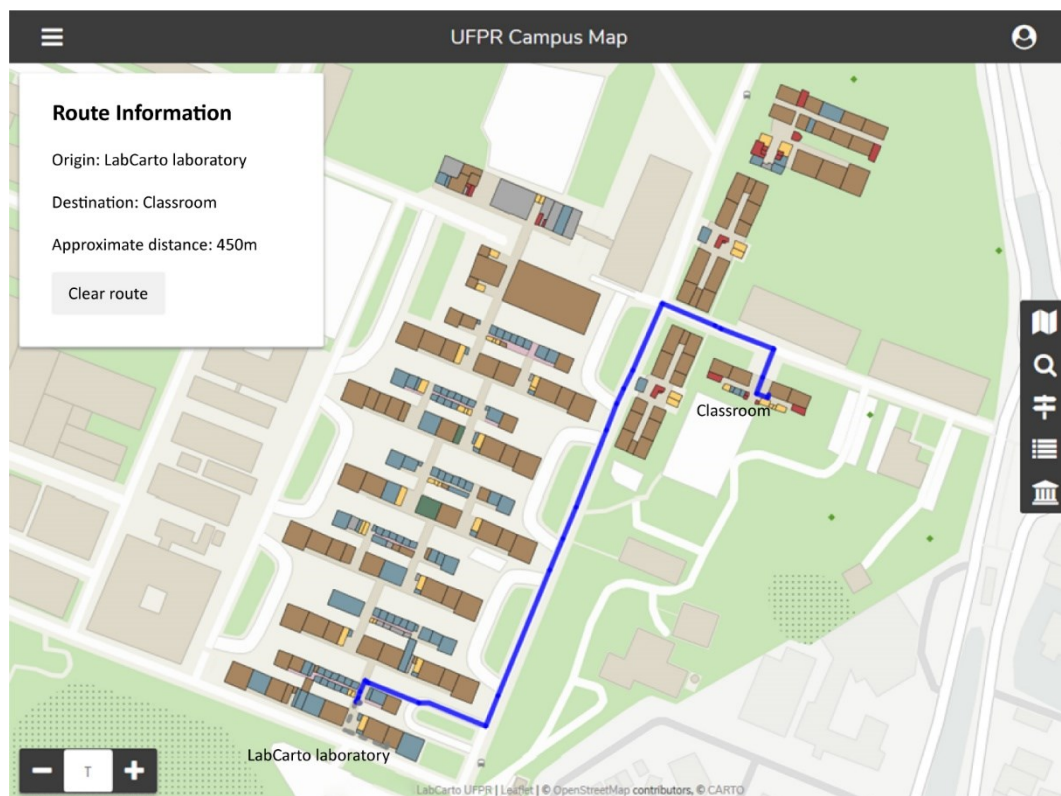 UFPR Campus Map
Route Information
Origin: LabCarto laboratory
Destination: Classroom
Approximate distance: 450m
Clear route
Classroom
LabCarto laboratory
T
LabCarto UFPR | Leaflet | © OpenStreetMap contributors, © CARTO